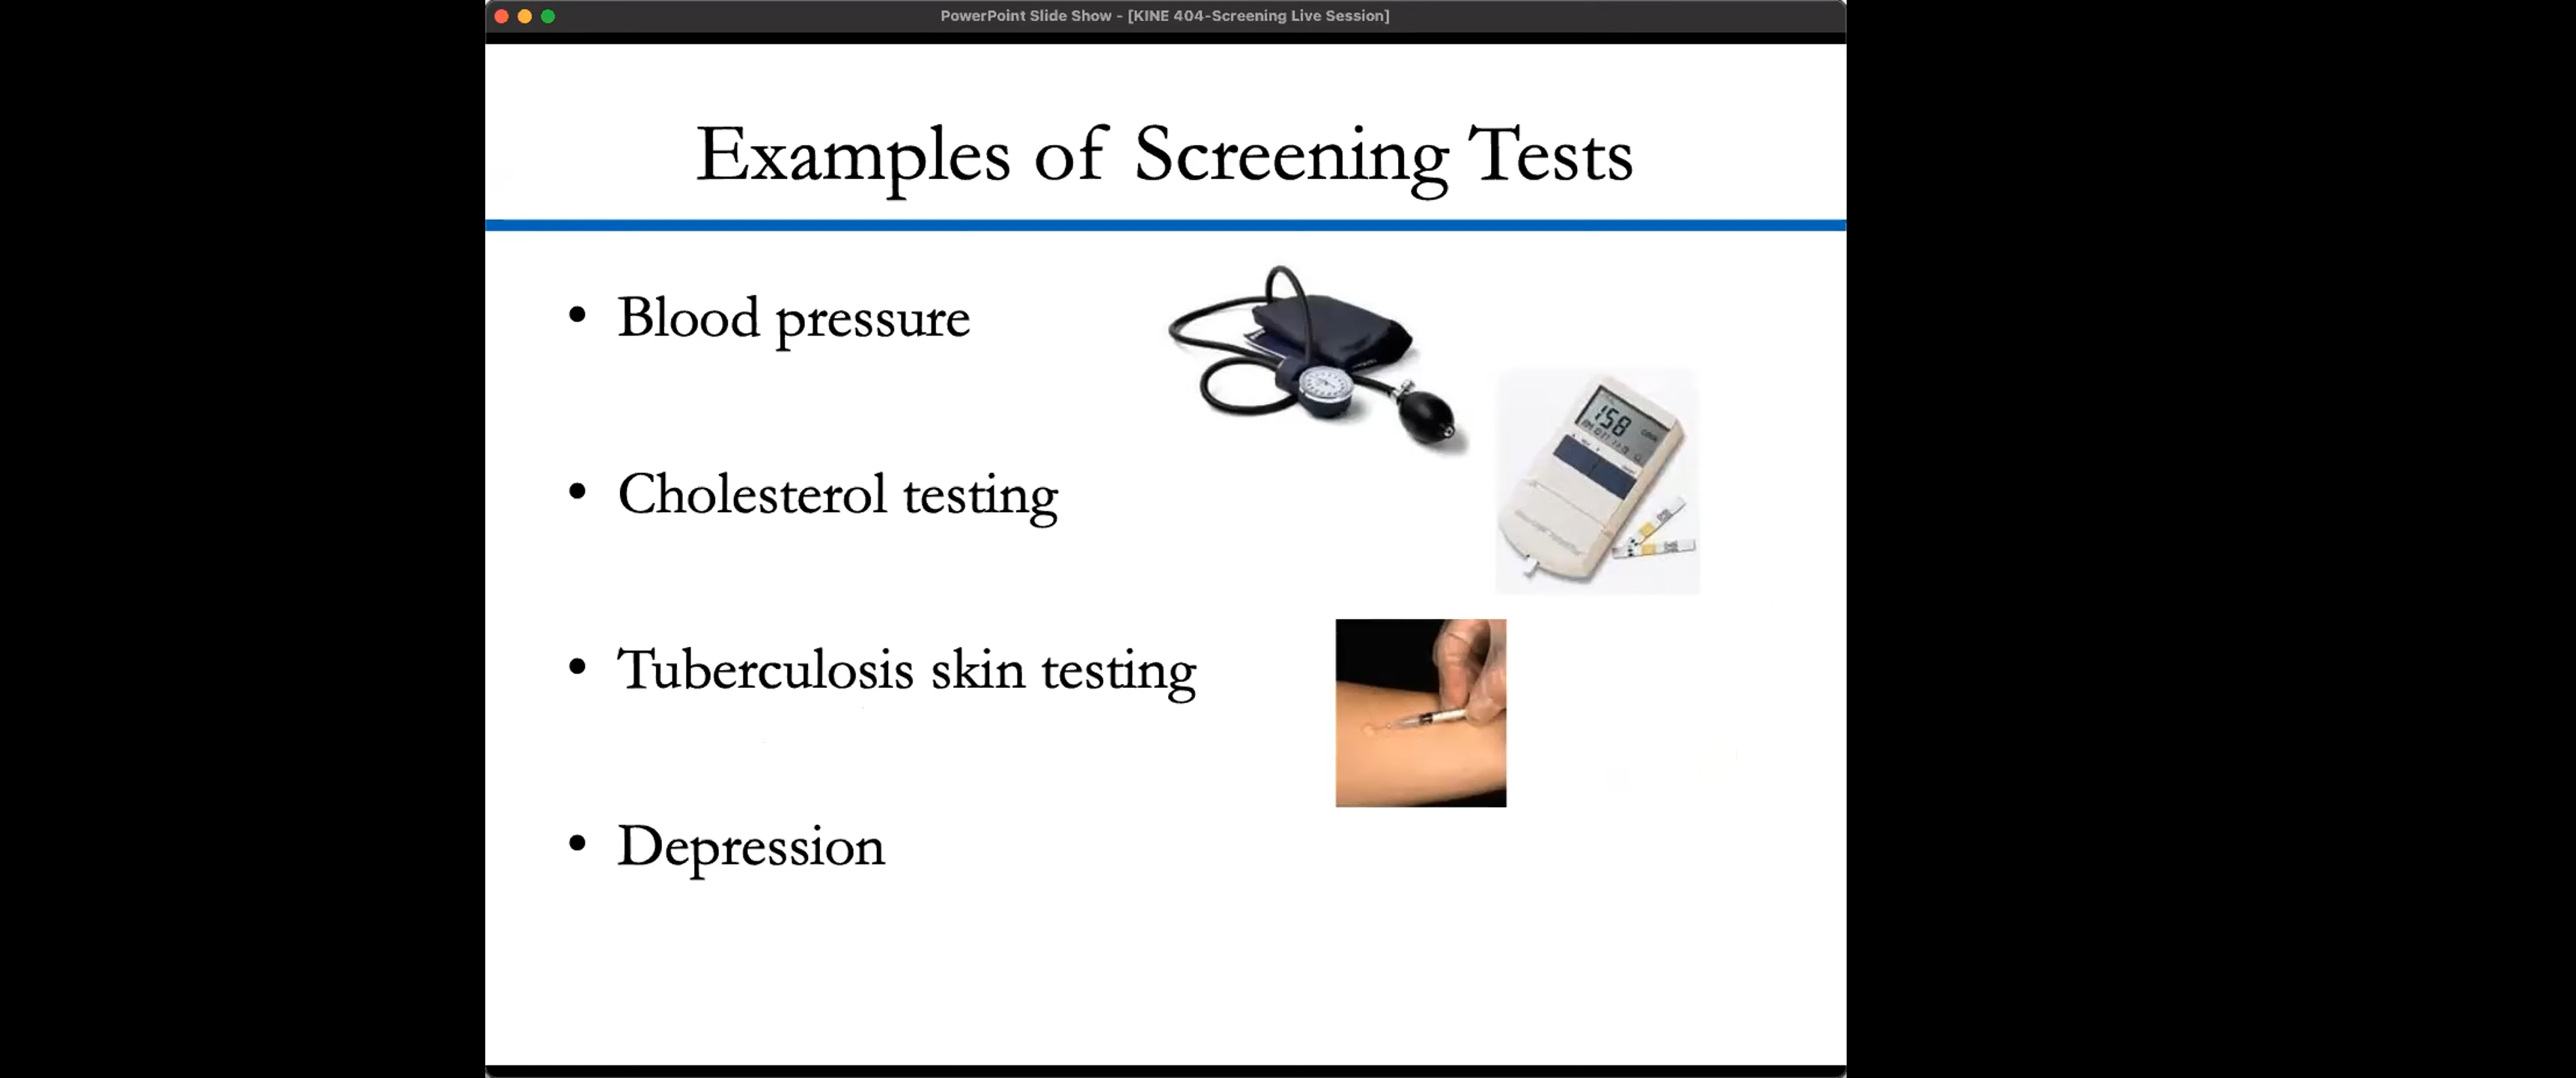 PowerPoint Slide Show - [KINE 404-Screening Live Session]
Examples of Screening Tests
• Blood pressure
• Cholesterol testing
• Tuberculosis skin testing
• Depression
158